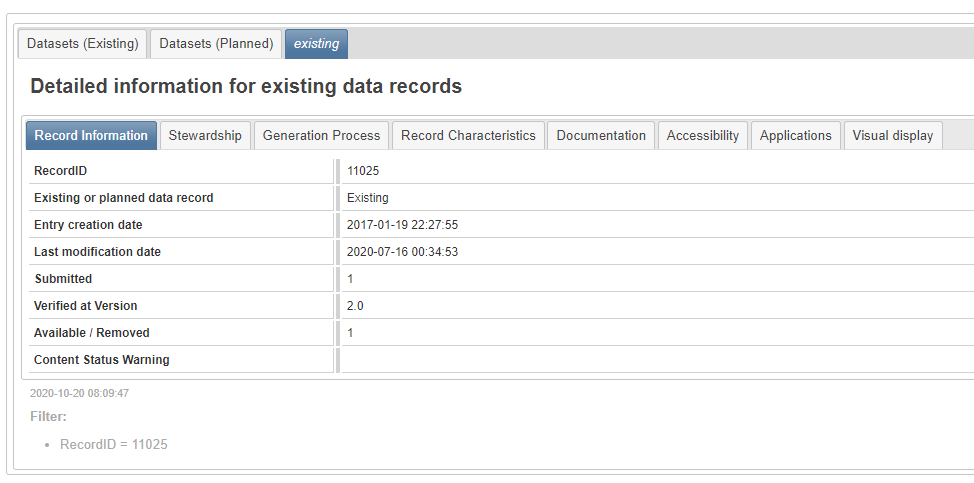 Datasets (Existing) Datasets (Planned) existing
Detailed information for existing data records
Record Information Stewardship Generation Process Record Characteristics Documentation Accessibility Applications Visual display
RecordID 11025
Existing or planned data record Existing
Entry creation date 2017-01-19 22:27:55
Last modification date 2020-07-16 00:34:53
Submitted 1
Verified at Version 2.0
Available / Removed 1
Content Status Warning
2020-10-20 08:09:47
Filter:
• RecordID = 11025